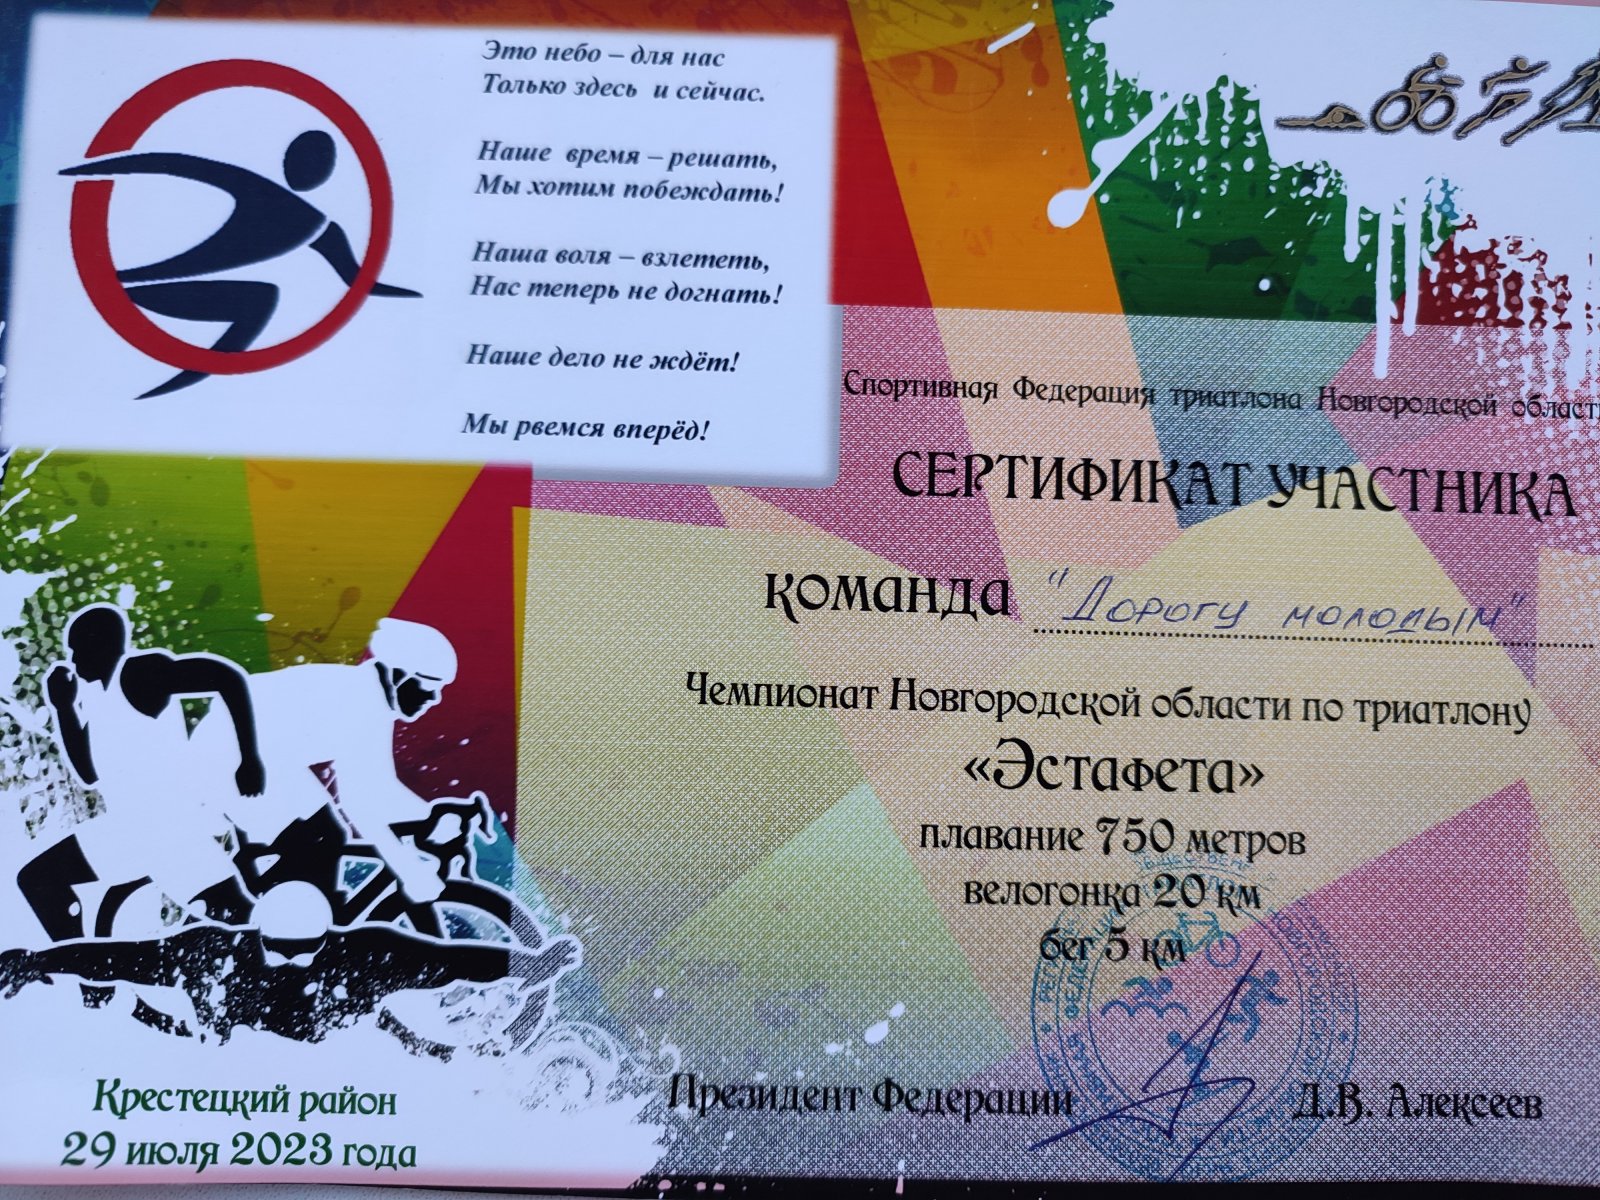 Это небо – для нас
Только здесь и сейчас.
Наше время – решать,
Мы хотим побеждать!
Наша воля – взлететь,
Нас теперь не догнать!
Наше дело не ждёт!
Мы рвемся вперёд!
Спортивная Федерация триатлона Новгородской области
СЕРТИФИКАТ УЧАСТНИКА
команда "Дорогу молодым"
Чемпионат Новгородской области по триатлону
«Эстафета»
плавание 750 метров
велогонка 20 км
бег 5 км
Президент Федерации Д.В. Алексеев
Крестецкий район
29 июля 2023 года